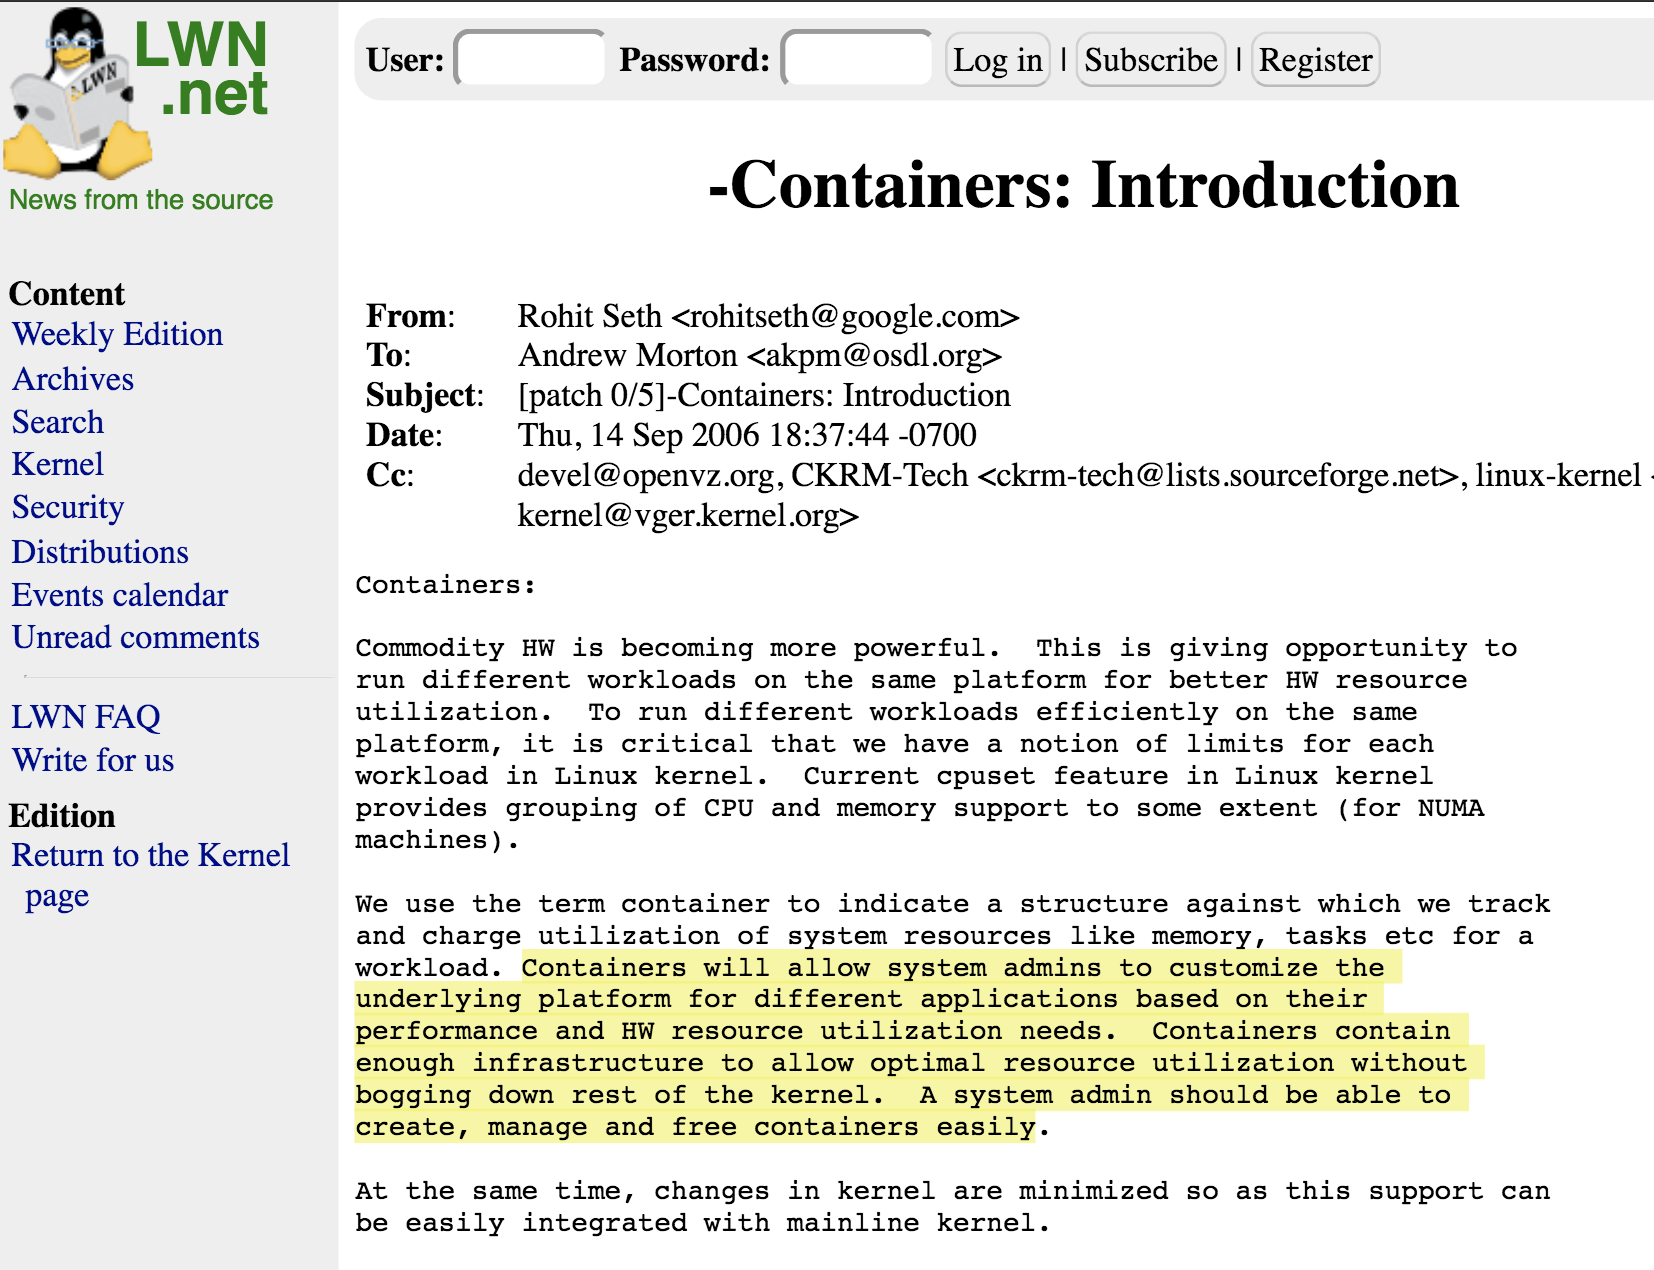 LWN
.net
News from the source
Content
Weekly Edition
Archives
Search
Kernel
Security
Distributions
Events calendar
Unread comments
LWN FAQ
Write for us
Edition
Return to the Kernel
page
User: Password: Log in | Subscribe | Register
-Containers: Introduction
From: Rohit Seth <rohitseth@google.com>
To: Andrew Morton <akpm@osdl.org>
Subject: [patch 0/5]-Containers: Introduction
Date: Thu, 14 Sep 2006 18:37:44 -0700
Cc: devel@openvz.org, CKRM-Tech <ckrm-tech@lists.sourceforge.net>, linux-kernel <
kernel@vger.kernel.org>
Containers:
Commodity HW is becoming more powerful.  This is giving opportunity to
run different workloads on the same platform for better HW resource
utilization.  To run different workloads efficiently on the same
platform, it is critical that we have a notion of limits for each
workload in Linux kernel.  Current cpuset feature in Linux kernel
provides grouping of CPU and memory support to some extent (for NUMA
machines).
We use the term container to indicate a structure against which we track
and charge utilization of system resources like memory, tasks etc for a
workload. Containers will allow system admins to customize the
underlying platform for different applications based on their
performance and HW resource utilization needs.  Containers contain
enough infrastructure to allow optimal resource utilization without
bogging down rest of the kernel.  A system admin should be able to
create, manage and free containers easily.
At the same time, changes in kernel are minimized so as this support can
be easily integrated with mainline kernel.